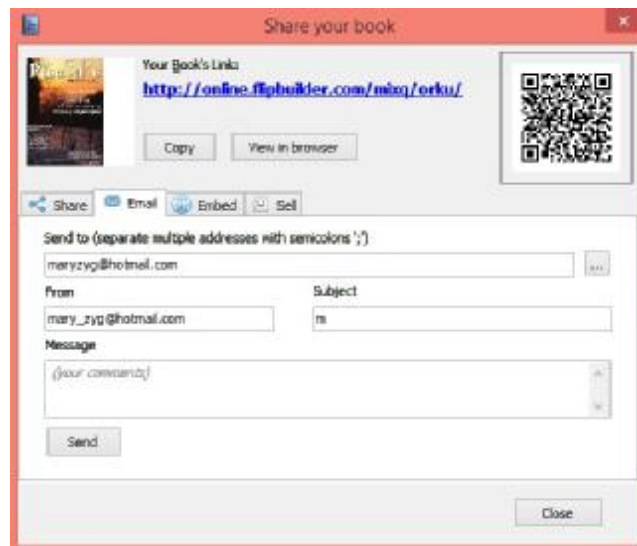 Share your book
Your Book's Links
http://online.flipbuilder.com/mixq/orku/
Copy View in browser
Share Email Embed Sell
Send to (separate multiple addresses with semicolons ';')
maryzyg@hotmail.com ...
From Subject
mary_zyg@hotmail.com m
Message
(your comments)
Send
Close